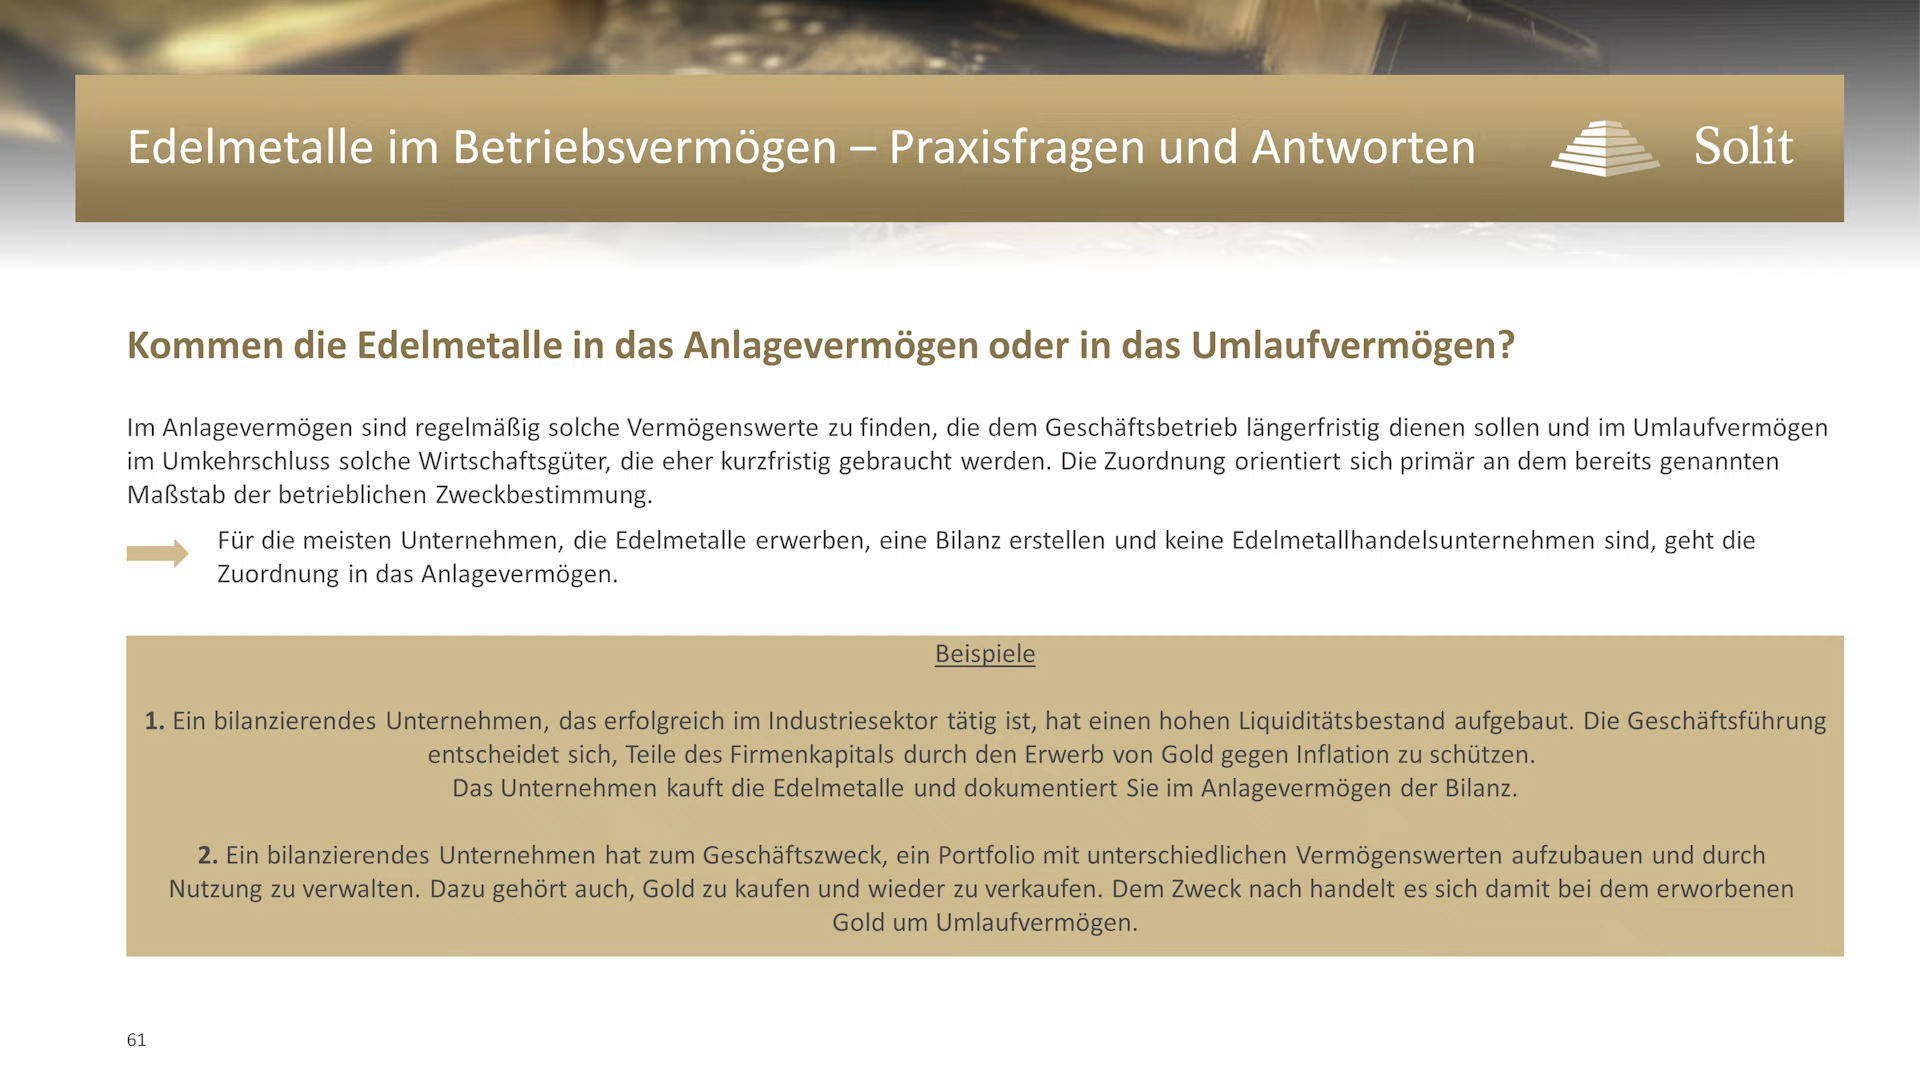 Edelmetalle im Betriebsvermögen – Praxisfragen und Antworten
Solit
Kommen die Edelmetalle in das Anlagevermögen oder in das Umlaufvermögen?
Im Anlagevermögen sind regelmäßig solche Vermögenswerte zu finden, die dem Geschäftsbetrieb längerfristig dienen sollen und im Umlaufvermögen
im Umkehrschluss solche Wirtschaftsgüter, die eher kurzfristig gebraucht werden. Die Zuordnung orientiert sich primär an dem bereits genannten
Maßstab der betrieblichen Zweckbestimmung.
Für die meisten Unternehmen, die Edelmetalle erwerben, eine Bilanz erstellen und keine Edelmetallhandelsunternehmen sind, geht die
Zuordnung in das Anlagevermögen.
Beispiele
1. Ein bilanzierendes Unternehmen, das erfolgreich im Industriesektor tätig ist, hat einen hohen Liquiditätsbestand aufgebaut. Die Geschäftsführung
entscheidet sich, Teile des Firmenkapitals durch den Erwerb von Gold gegen Inflation zu schützen.
Das Unternehmen kauft die Edelmetalle und dokumentiert Sie im Anlagevermögen der Bilanz.
2. Ein bilanzierendes Unternehmen hat zum Geschäftszweck, ein Portfolio mit unterschiedlichen Vermögenswerten aufzubauen und durch
Nutzung zu verwalten. Dazu gehört auch, Gold zu kaufen und wieder zu verkaufen. Dem Zweck nach handelt es sich damit bei dem erworbenen
Gold um Umlaufvermögen.
61